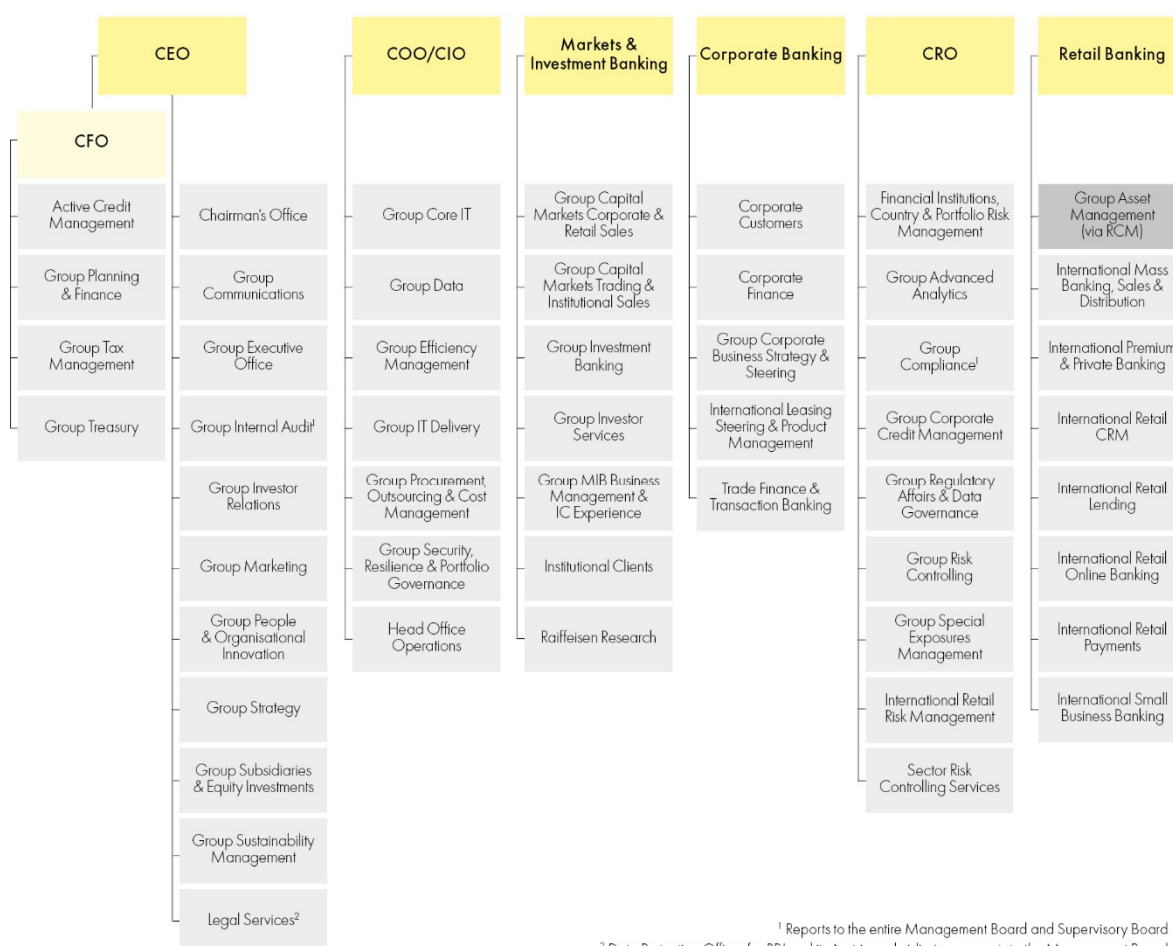 CEO
COO/CIO
Markets &
Investment Banking
Corporate Banking
CRO
Retail Banking
CFO
Active Credit
Management
Group Planning
& Finance
Group Tax
Management
Group Treasury
Chairman's Office
Group
Communications
Group Executive
Office
Group Internal Audit¹
Group Investor
Relations
Group Marketing
Group People
& Organisational
Innovation
Group Strategy
Group Subsidiaries
& Equity Investments
Group Sustainability
Management
Legal Services²
Group Core IT
Group Data
Group Efficiency
Management
Group IT Delivery
Group Procurement,
Outsourcing & Cost
Management
Group Security,
Resilience & Portfolio
Governance
Head Office
Operations
Group Capital
Markets Corporate &
Retail Sales
Group Capital
Markets Trading &
Institutional Sales
Group Investment
Banking
Group Investor
Services
Group MIB Business
Management &
IC Experience
Institutional Clients
Raiffeisen Research
Corporate
Customers
Corporate
Finance
Group Corporate
Business Strategy &
Steering
International Leasing
Steering & Product
Management
Trade Finance &
Transaction Banking
Financial Institutions,
Country & Portfolio Risk
Management
Group Advanced
Analytics
Group
Compliance¹
Group Corporate
Credit Management
Group Regulatory
Affairs & Data
Governance
Group Risk
Controlling
Group Special
Exposures
Management
International Retail
Risk Management
Sector Risk
Controlling Services
Group Asset
Management
(via RCM)
International Mass
Banking, Sales &
Distribution
International Premium
& Private Banking
International Retail
CRM
International Retail
Lending
International Retail
Online Banking
International Retail
Payments
International Small
Business Banking
¹ Reports to the entire Management Board and Supervisory Board